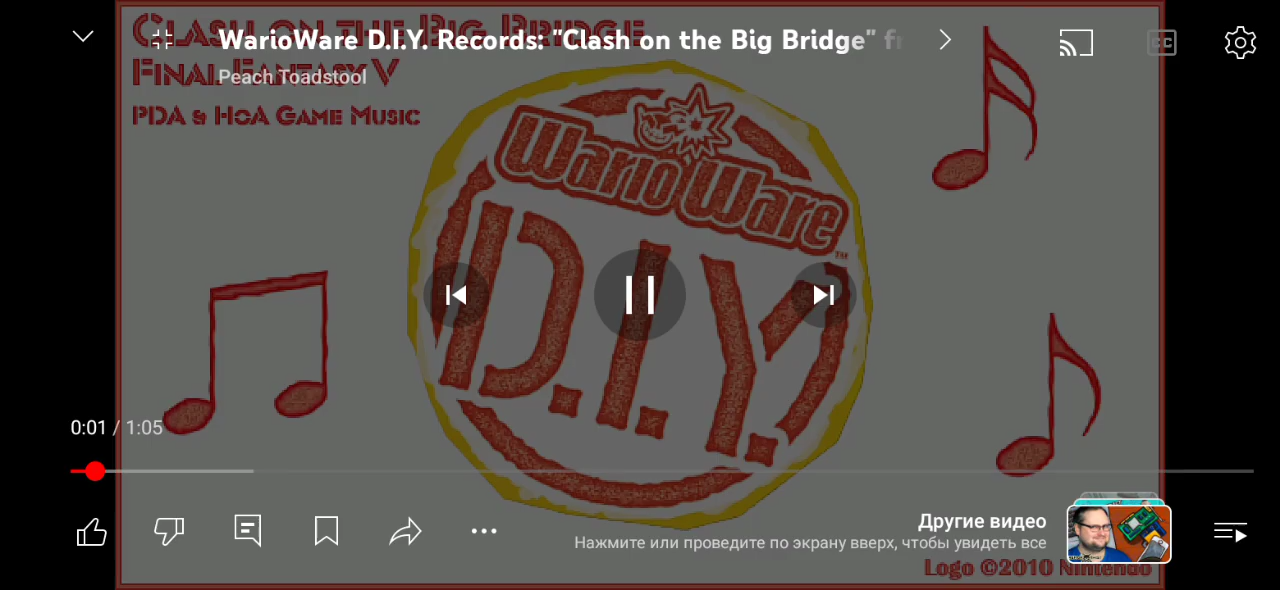 Clash on the Big Bridge
WarioWare D.I.Y. Records: "Clash on the Big Bridge" fr
Final Fantasy V
Peach Toadstool
PDA & HoA Game Music
CC
WarioWare
TM
D.I.Y.
0:01 / 1:05
Другие видео
Нажмите или проведите по экрану вверх, чтобы увидеть все
Logo ©2010 Nintendo